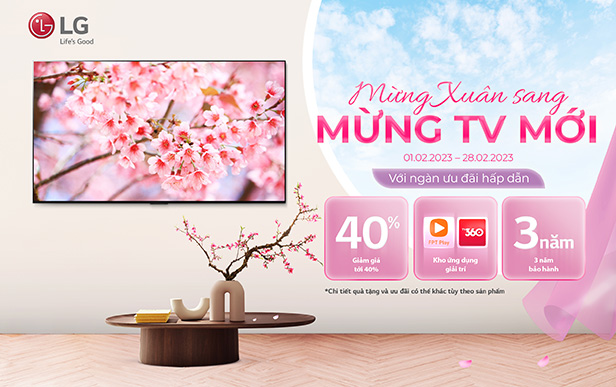 LG
Life's Good
Mừng Xuân sang
MỪNG TV MỚI
01.02.2023 – 28.02.2023
Với ngàn ưu đãi hấp dẫn
40%
Giảm giá
tới 40%
FPT Play
360
Kho ứng dụng
giải trí
3 năm
3 năm
bảo hành
*Chi tiết quà tặng và ưu đãi có thể khác tùy theo sản phẩm